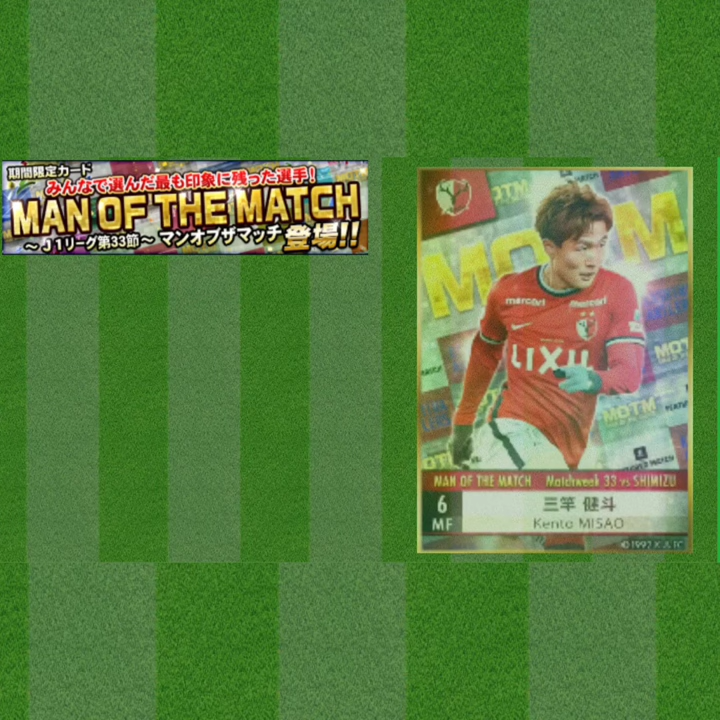 期間限定カード
みんなで選んだ最も印象に残った選手!
MAN OF THE MATCH
~J1リーグ第33節~ マンオブザマッチ 登場!!
MOTM
mercari mercari
LIXIL
MOTM
MAN OF THE MATCH Matchweek 33 vs SHIMIZU
6 三竿 健斗
MF Kento MISAO